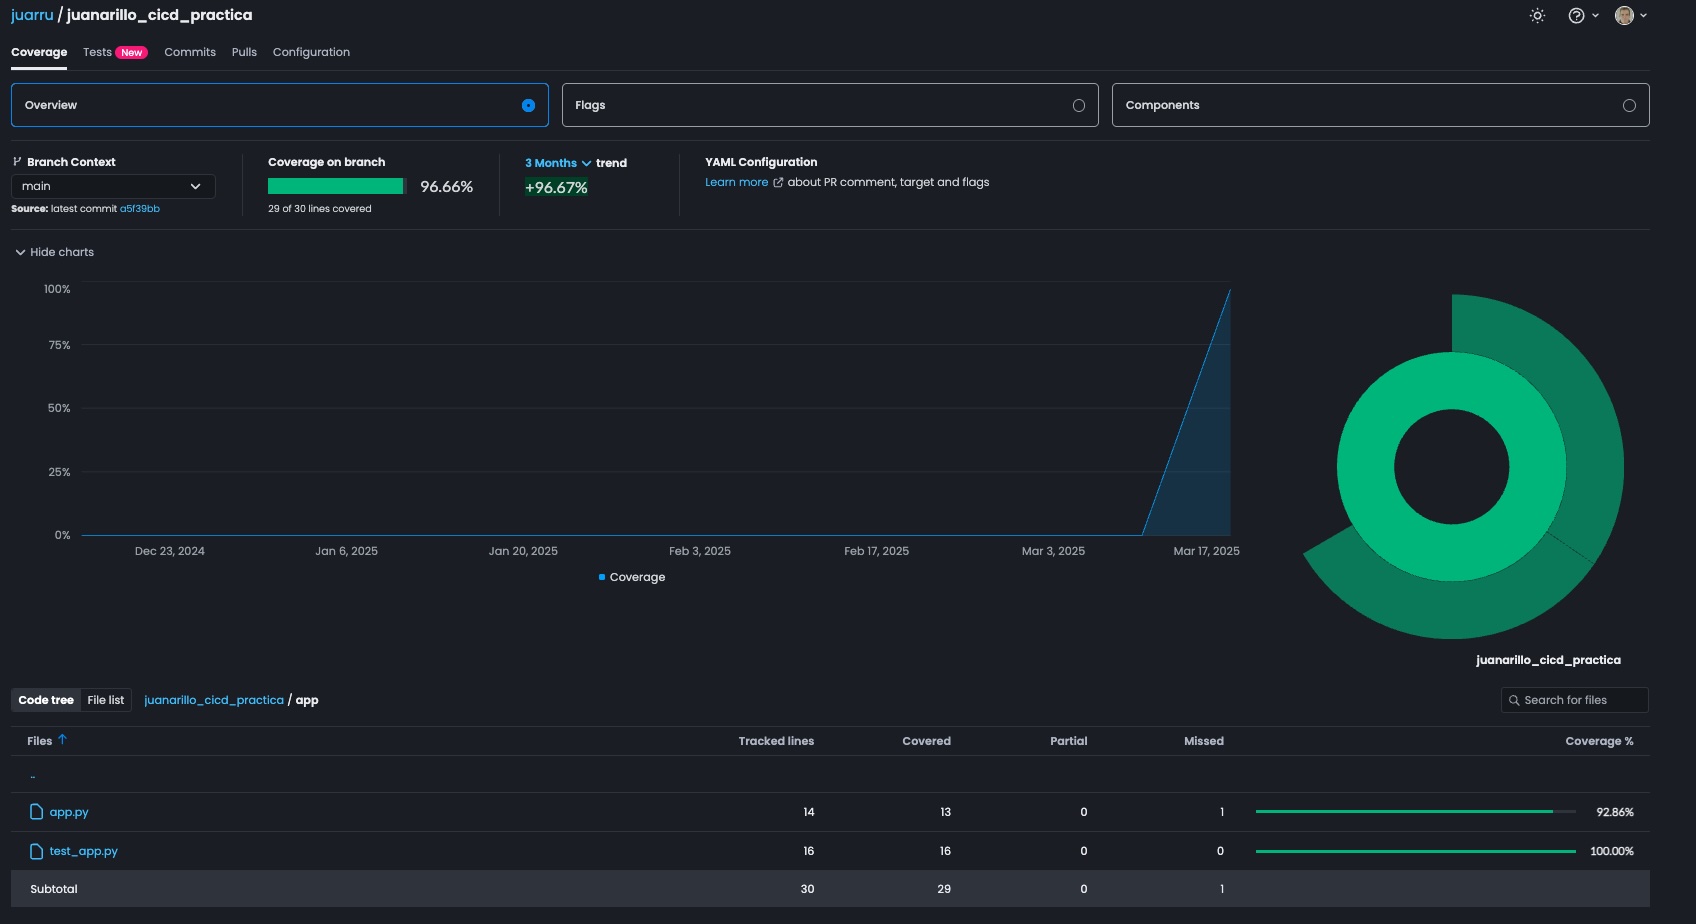 juarru / juanarillo_cicd_practica
Coverage Tests New Commits Pulls Configuration
Overview Flags Components
Branch Context
main
Source: latest commit a5f39bb
Coverage on branch
96.66%
29 of 30 lines covered
3 Months trend
+96.67%
YAML Configuration
Learn more about PR comment, target and flags
Hide charts
100%
75%
50%
25%
0%
Dec 23, 2024 Jan 6, 2025 Jan 20, 2025 Feb 3, 2025 Feb 17, 2025 Mar 3, 2025 Mar 17, 2025
Coverage
juanarillo_cicd_practica
Code tree File list juanarillo_cicd_practica / app Search for files
Files Tracked lines Covered Partial Missed Coverage %
..
app.py 14 13 0 1 92.86%
test_app.py 16 16 0 0 100.00%
Subtotal 30 29 0 1